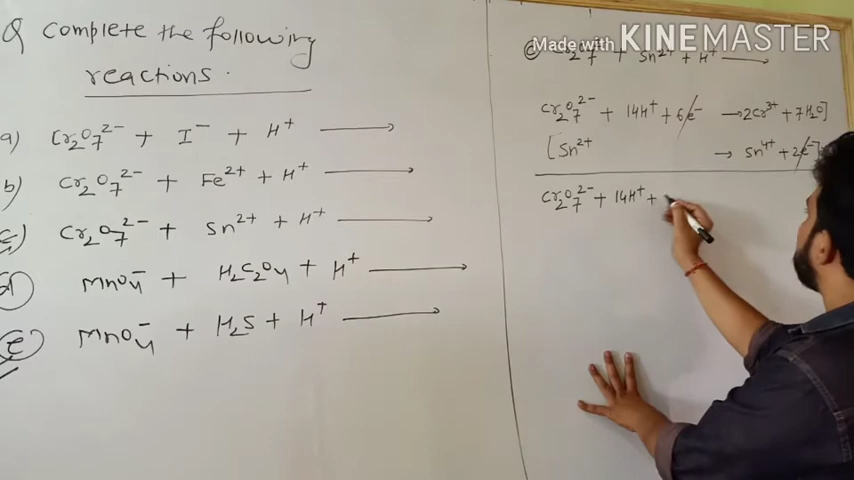 Q Complete the following
reactions.
a) Cr₂O₇²⁻ + I⁻ + H⁺ ⟶
b) Cr₂O₇²⁻ + Fe²⁺ + H⁺ ⟶
c) Cr₂O₇²⁻ + Sn²⁺ + H⁺ ⟶
d) MnO₄⁻ + H₂C₂O₄ + H⁺ ⟶
e) MnO₄⁻ + H₂S + H⁺ ⟶
Made with KINEMASTER
c) Cr₂O₇²⁻ + Sn²⁺ + H⁺ ⟶
Cr₂O₇²⁻ + 14H⁺ + 6e⁻ ⟶ 2Cr³⁺ + 7H₂O]
[Sn²⁺ ⟶ Sn⁴⁺ + 2e⁻]
Cr₂O₇²⁻ + 14H⁺ +